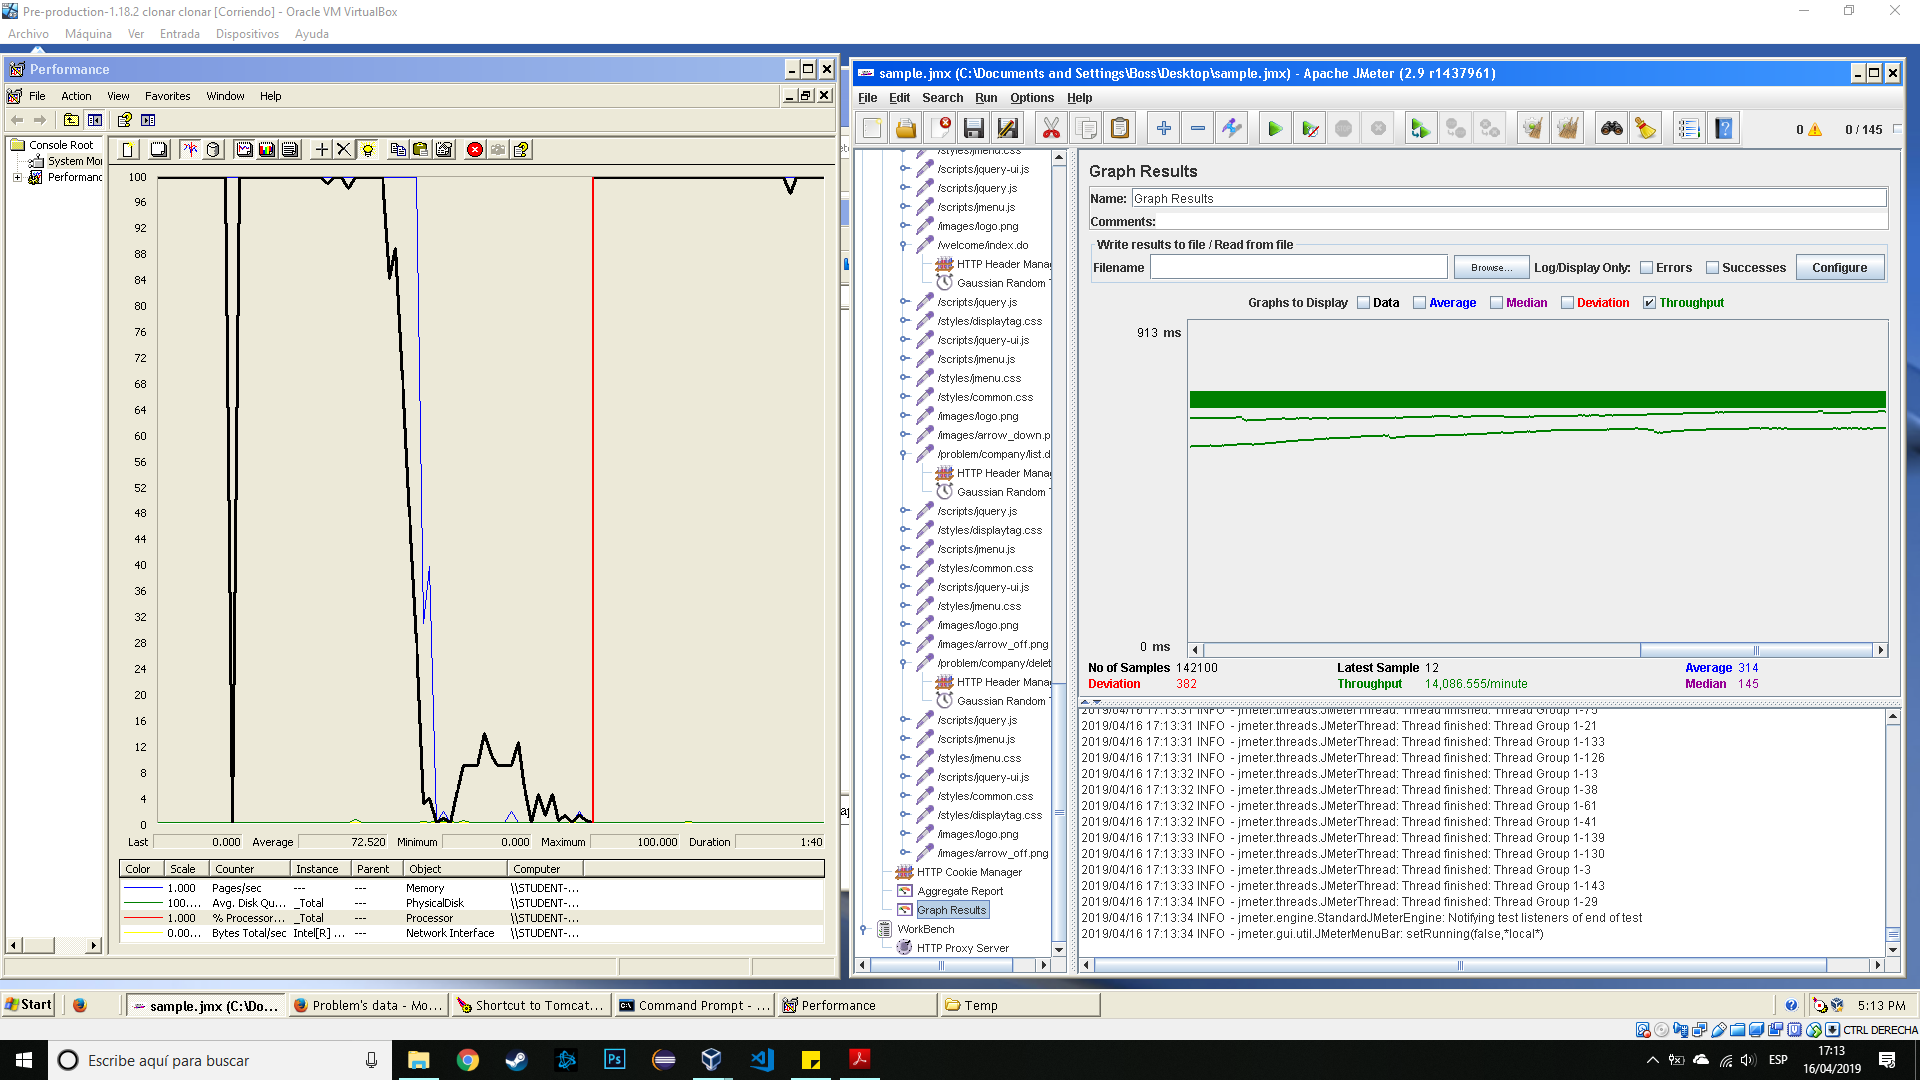 Pre-production-1.18.2 clonar clonar [Corriendo] - Oracle VM VirtualBox
Archivo Máquina Ver Entrada Dispositivos Ayuda
Performance
File Action View Favorites Window Help
Console Root
System Mo
Performanc
100
96
92
88
84
80
76
72
68
64
60
56
52
48
44
40
36
32
28
24
20
16
12
8
4
0
Last 0.000 Average 72.520 Minimum 0.000 Maximum 100.000 Duration 1:40
Color Scale Counter Instance Parent Object Computer
1.000 Pages/sec --- --- Memory \\STUDENT-...
100.... Avg. Disk Qu... _Total --- PhysicalDisk \\STUDENT-...
1.000 % Processor... _Total --- Processor \\STUDENT-...
0.00... Bytes Total/sec Intel[R] ... --- Network Interface \\STUDENT-...
sample.jmx (C:\Documents and Settings\Boss\Desktop\sample.jmx) - Apache JMeter (2.9 r1437961)
File Edit Search Run Options Help
0 0 / 145
/styles/jmenu.css
/scripts/jquery-ui.js
/scripts/jquery.js
/scripts/jmenu.js
/images/logo.png
/welcome/index.do
HTTP Header Mana
Gaussian Random T
/scripts/jquery.js
/styles/displaytag.css
/scripts/jquery-ui.js
/scripts/jmenu.js
/styles/jmenu.css
/styles/common.css
/images/logo.png
/images/arrow_down.p
/problem/company/list.d
HTTP Header Mana
Gaussian Random T
/scripts/jquery.js
/styles/displaytag.css
/scripts/jmenu.js
/styles/common.css
/scripts/jquery-ui.js
/styles/jmenu.css
/images/logo.png
/images/arrow_off.png
/problem/company/delet
HTTP Header Mana
Gaussian Random T
/scripts/jquery.js
/scripts/jmenu.js
/styles/jmenu.css
/scripts/jquery-ui.js
/styles/common.css
/styles/displaytag.css
/images/logo.png
/images/arrow_off.png
HTTP Cookie Manager
Aggregate Report
Graph Results
WorkBench
HTTP Proxy Server
Graph Results
Name: Graph Results
Comments:
Write results to file / Read from file
Filename Browse... Log/Display Only: Errors Successes Configure
Graphs to Display Data Average Median Deviation Throughput
913 ms
0 ms
No of Samples 142100 Latest Sample 12 Average 314
Deviation 382 Throughput 14,086.555/minute Median 145
2019/04/16 17:13:31 INFO - jmeter.threads.JMeterThread: Thread finished: Thread Group 1-75
2019/04/16 17:13:31 INFO - jmeter.threads.JMeterThread: Thread finished: Thread Group 1-21
2019/04/16 17:13:31 INFO - jmeter.threads.JMeterThread: Thread finished: Thread Group 1-133
2019/04/16 17:13:31 INFO - jmeter.threads.JMeterThread: Thread finished: Thread Group 1-126
2019/04/16 17:13:32 INFO - jmeter.threads.JMeterThread: Thread finished: Thread Group 1-13
2019/04/16 17:13:32 INFO - jmeter.threads.JMeterThread: Thread finished: Thread Group 1-38
2019/04/16 17:13:32 INFO - jmeter.threads.JMeterThread: Thread finished: Thread Group 1-61
2019/04/16 17:13:32 INFO - jmeter.threads.JMeterThread: Thread finished: Thread Group 1-41
2019/04/16 17:13:33 INFO - jmeter.threads.JMeterThread: Thread finished: Thread Group 1-139
2019/04/16 17:13:33 INFO - jmeter.threads.JMeterThread: Thread finished: Thread Group 1-130
2019/04/16 17:13:33 INFO - jmeter.threads.JMeterThread: Thread finished: Thread Group 1-3
2019/04/16 17:13:33 INFO - jmeter.threads.JMeterThread: Thread finished: Thread Group 1-143
2019/04/16 17:13:34 INFO - jmeter.threads.JMeterThread: Thread finished: Thread Group 1-29
2019/04/16 17:13:34 INFO - jmeter.engine.StandardJMeterEngine: Notifying test listeners of end of test
2019/04/16 17:13:34 INFO - jmeter.gui.util.JMeterMenuBar: setRunning(false,*local*)
Start sample.jmx (C:\Do... Problem's data - Mo... Shortcut to Tomcat... Command Prompt - ... Performance Temp 5:13 PM
CTRL DERECHA
Escribe aquí para buscar
ESP
17:13
16/04/2019